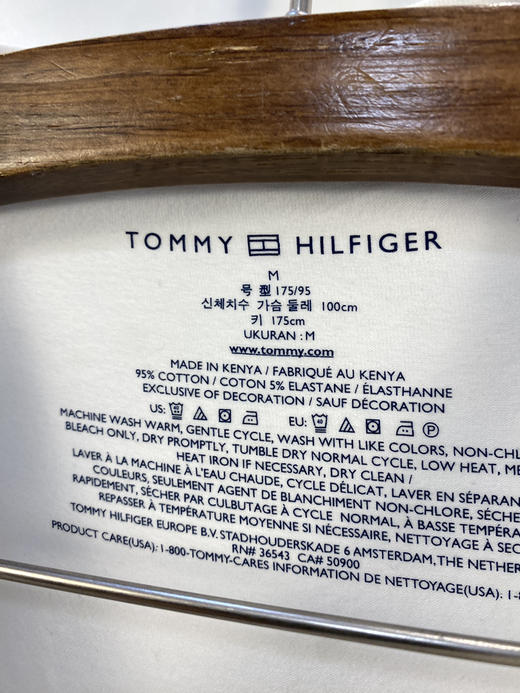 TOMMY HILFIGER
M
号 型 175/95
신체치수 가슴 둘레 100cm
키 175cm
UKURAN : M
www.tommy.com
MADE IN KENYA / FABRIQUÉ AU KENYA
95% COTTON / COTON 5% ELASTANE / ÉLASTHANNE
EXCLUSIVE OF DECORATION / SAUF DÉCORATION
US: EU: 40 P
MACHINE WASH WARM, GENTLE CYCLE, WASH WITH LIKE COLORS, NON-CHL
BLEACH ONLY, DRY PROMPTLY, TUMBLE DRY NORMAL CYCLE, LOW HEAT, ME
HEAT IRON IF NECESSARY, DRY CLEAN /
LAVER À LA MACHINE À L'EAU CHAUDE, CYCLE DÉLICAT, LAVER EN SÉPARAN
COULEURS, SEULEMENT AGENT DE BLANCHIMENT NON-CHLORE, SÉCHE
RAPIDEMENT, SÉCHER PAR CULBUTAGE À CYCLE NORMAL, À BASSE TEMPÉRA
REPASSER À TEMPÉRATURE MOYENNE SI NÉCESSAIRE, NETTOYAGE À SEC
TOMMY HILFIGER EUROPE B.V. STADHOUDERSKADE 6 AMSTERDAM, THE NETHER
RN# 36543 CA# 50900
PRODUCT CARE(USA): 1-800-TOMMY-CARES INFORMATION DE NETTOYAGE(USA): 1-8